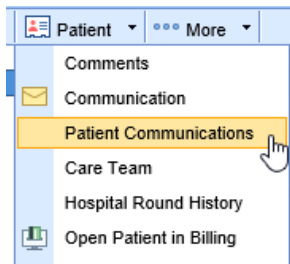 Patient More
Comments
Communication
Patient Communications
Care Team
Hospital Round History
Open Patient in Billing